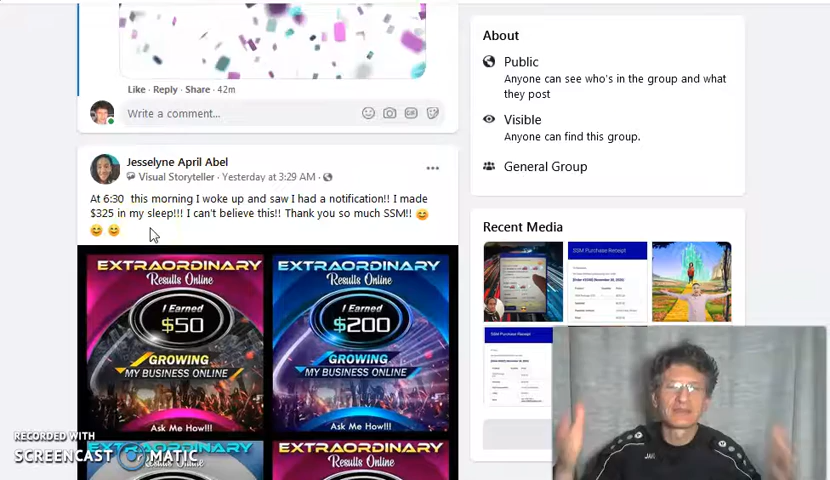 Like · Reply · Share · 42m
Write a comment...
Jesselyne April Abel
Visual Storyteller · Yesterday at 3:29 AM ·
At 6:30 this morning I woke up and saw I had a notification!! I made
$325 in my sleep!!! I can't believe this!! Thank you so much SSM!! 😊
😊 😊
EXTRAORDINARY
Results Online
I Earned
$50
GROWING
MY BUSINESS ONLINE
Ask Me How!!!
EXTRAORDINARY
Results Online
I Earned
$200
GROWING
MY BUSINESS ONLINE
Ask Me How!!!
EXTRAORDINARY
Results Online
EXTRAORDINARY
Results Online
About
Public
Anyone can see who's in the group and what
they post
Visible
Anyone can find this group.
General Group
Recent Media
SSM Purchase Receipt
SSM Purchase Receipt
RECORDED WITH
SCREENCAST MATIC